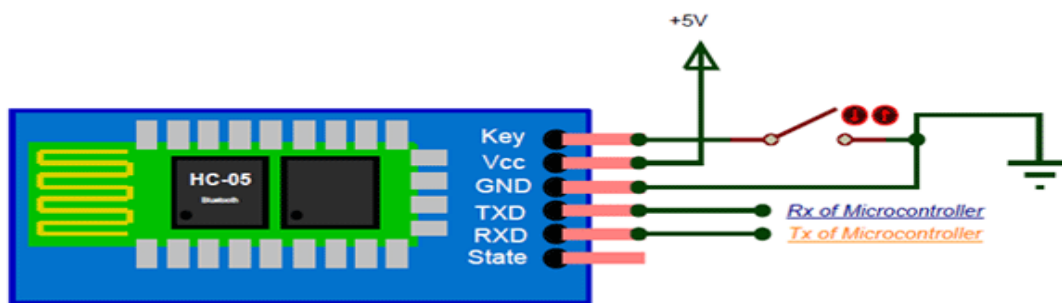 +5V
Key
Vcc
HC-05
GND
Bluetooth
TXD
Rx of Microcontroller
RXD
Tx of Microcontroller
State